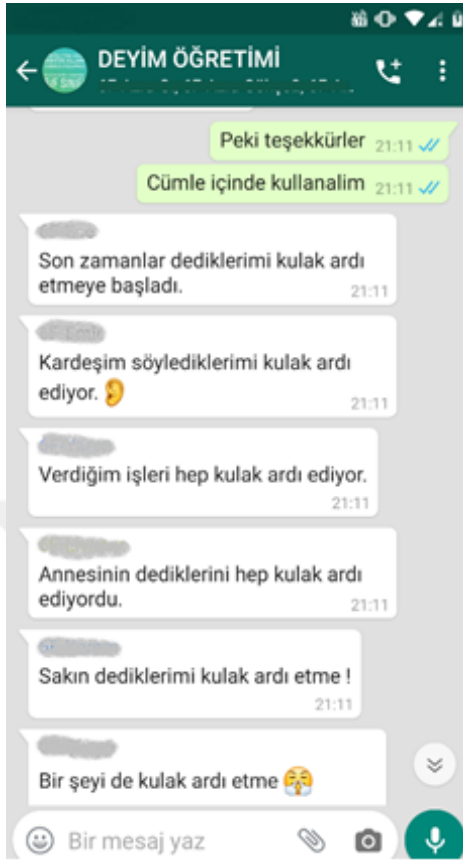 DEYİM ÖĞRETİMİ
Peki teşekkürler 21:11
Cümle içinde kullanalim 21:11
Son zamanlar dediklerimi kulak ardı
etmeye başladı.
21:11
Kardeşim söylediklerimi kulak ardı
ediyor.
21:11
Verdiğim işleri hep kulak ardı ediyor.
21:11
Annesinin dediklerini hep kulak ardı
ediyordu.
21:11
Sakın dediklerimi kulak ardı etme !
21:11
Bir şeyi de kulak ardı etme
Bir mesaj yaz